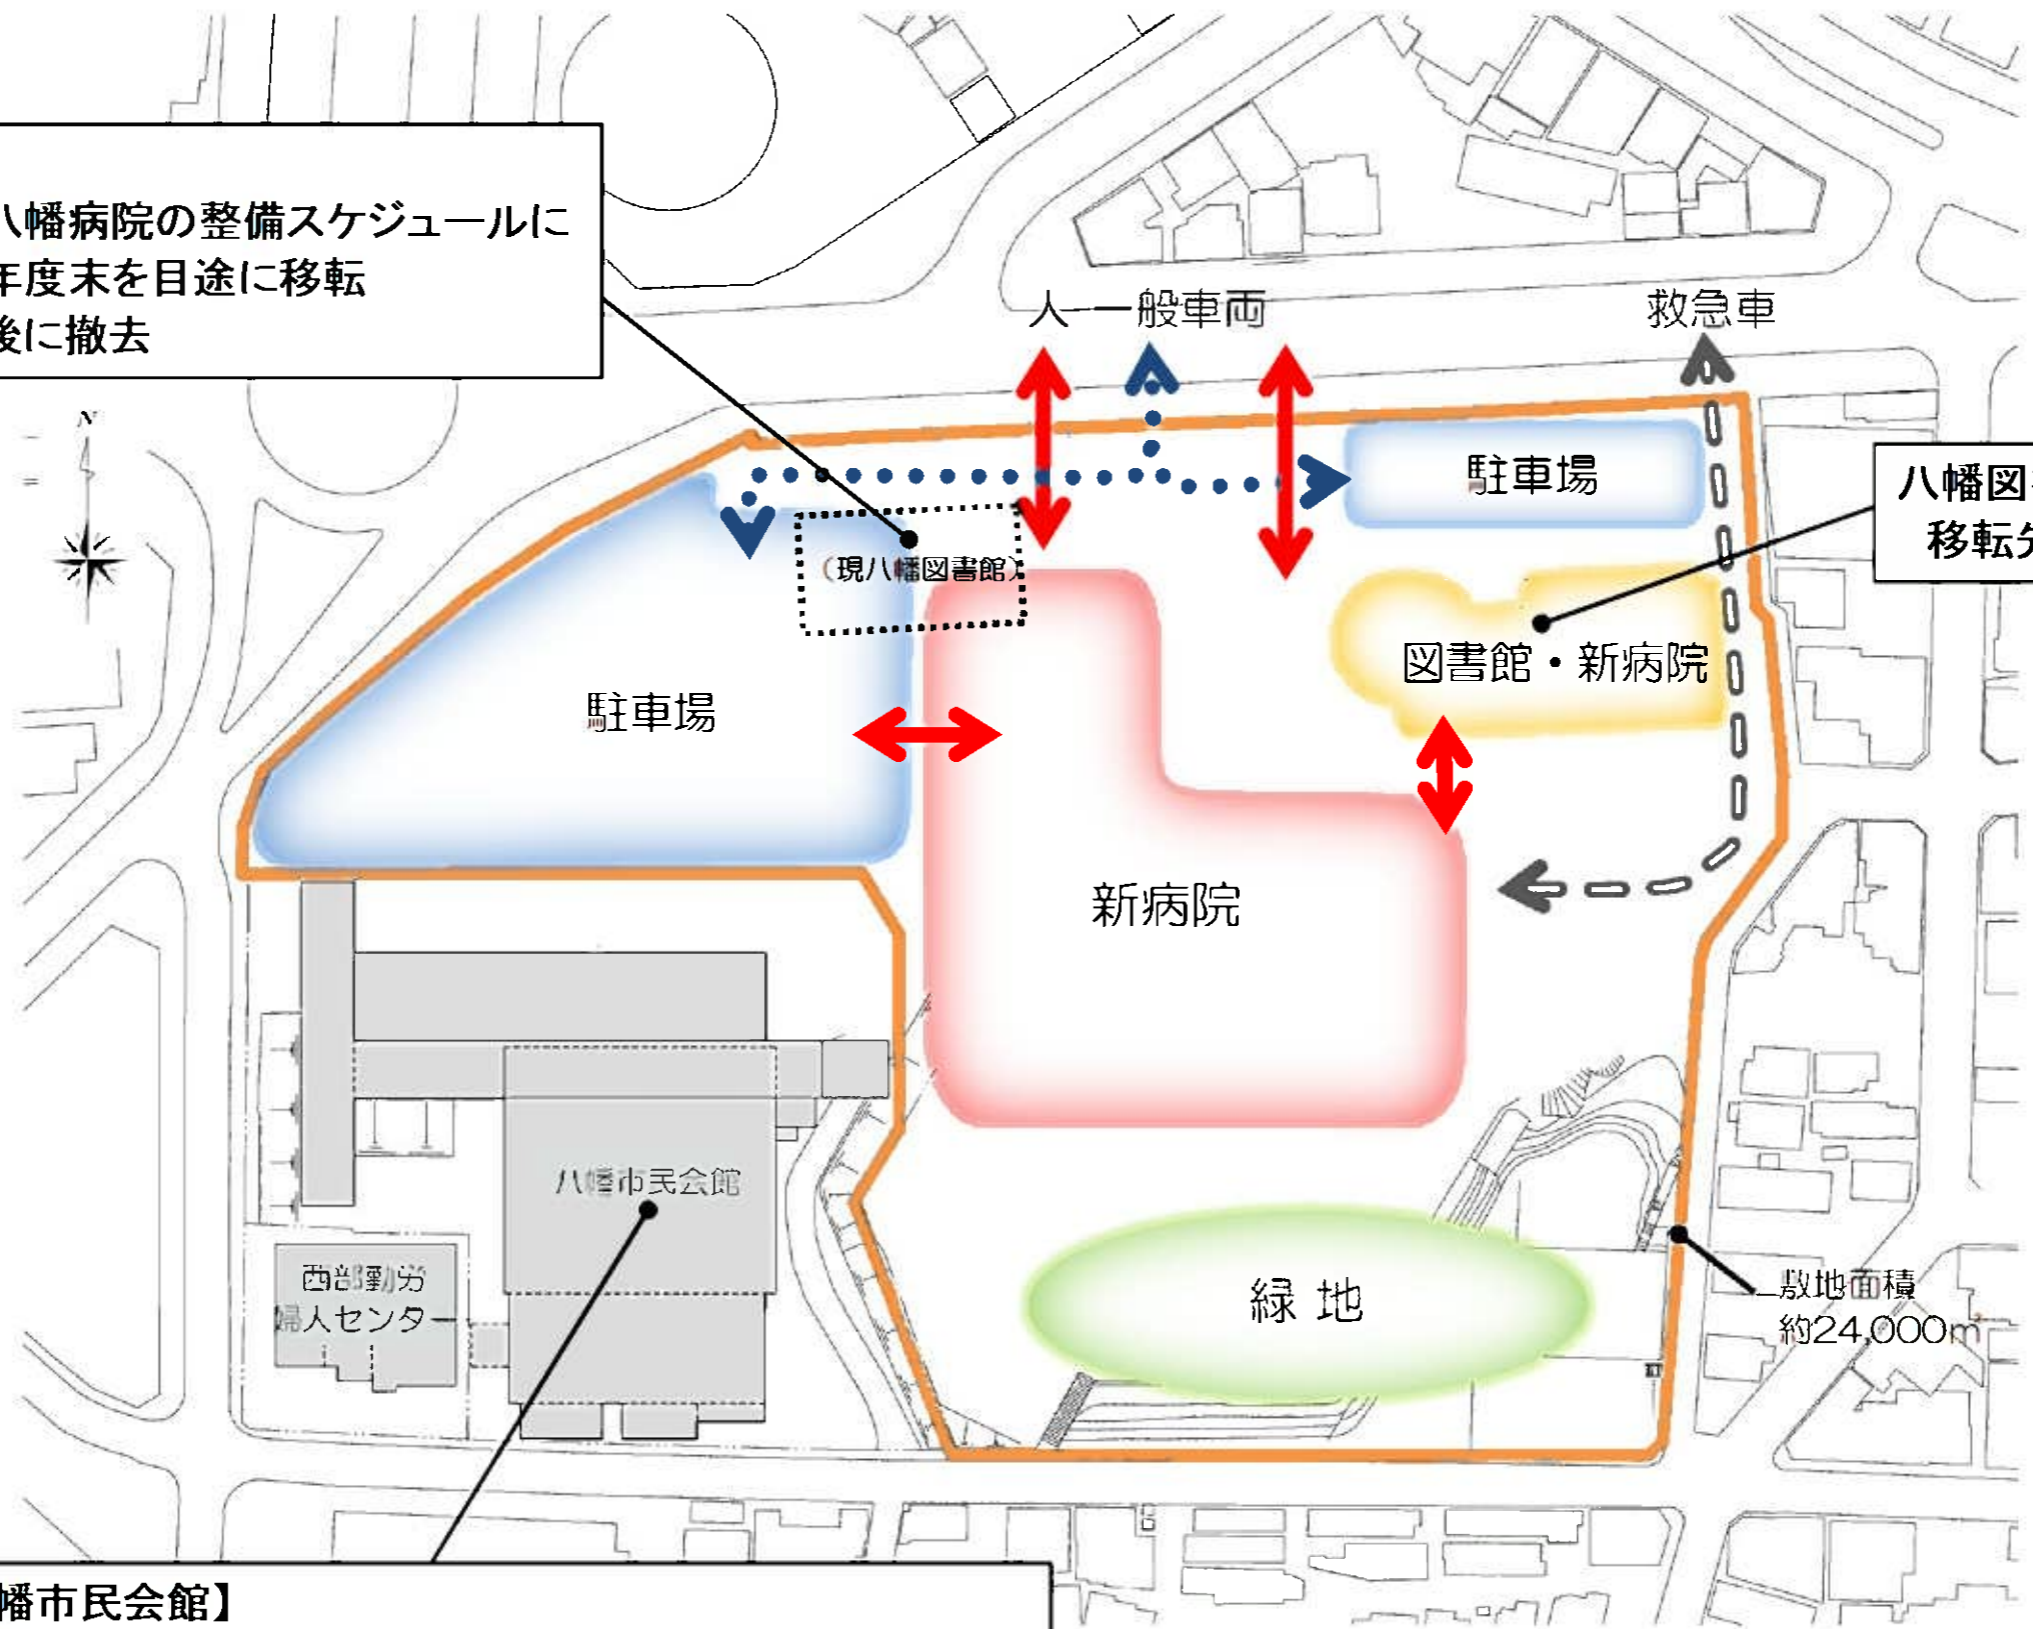 八幡病院の整備スケジュールに
年度末を目途に移転
後に撤去
人 一般車両
救急車
N
駐車場
八幡図
移転
(現八幡図書館)
図書館・新病院
駐車場
新病院
八幡市民会館
西部勤労
婦人センター
緑地
敷地面積
約24,000㎡
幡市民会館】